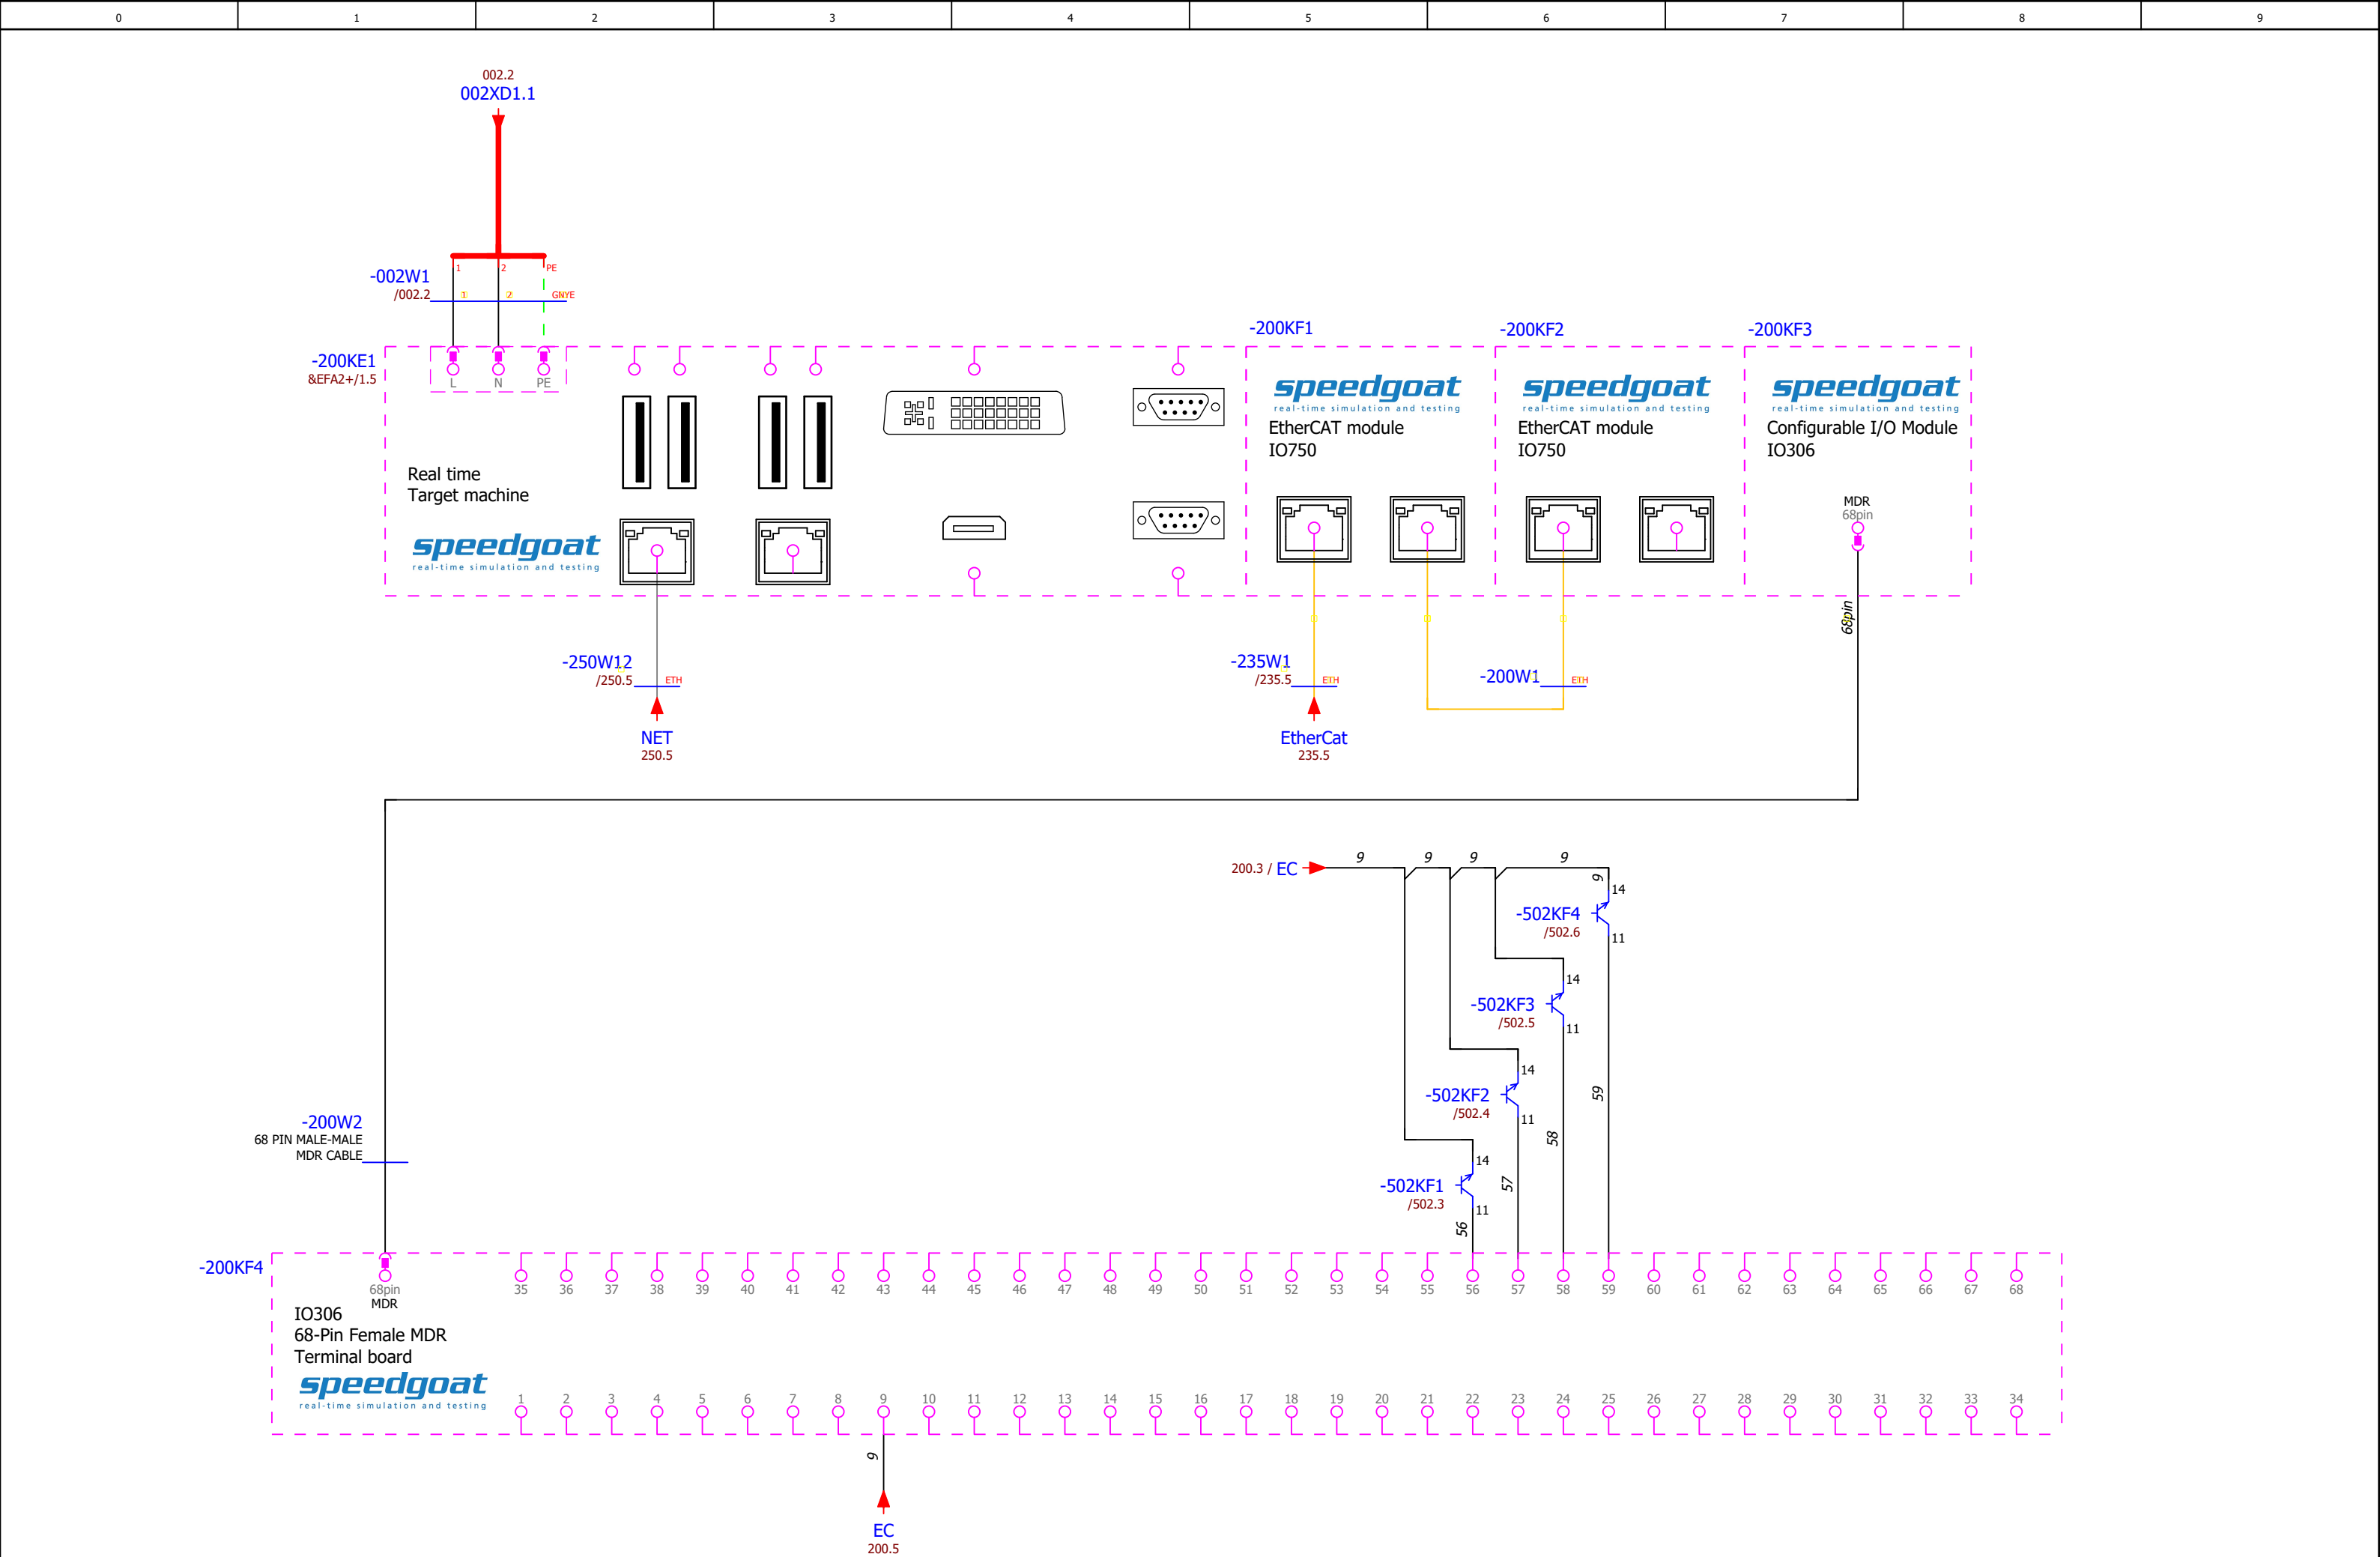 0 1 2 3 4 5 6 7 8 9
002.2
002XD1.1
1 2 PE
-002W1
/002.2
1 2 GNYE
-200KE1
&EFA2+/1.5
L N PE
Real time
Target machine
speedgoat
real-time simulation and testing
-200KF1
speedgoat
real-time simulation and testing
EtherCAT module
IO750
-200KF2
speedgoat
real-time simulation and testing
EtherCAT module
IO750
-200KF3
speedgoat
real-time simulation and testing
Configurable I/O Module
IO306
MDR
68pin
68pin
-250W12
/250.5
ETH
NET
250.5
-235W1
/235.5
ETH
EtherCat
235.5
-200W1
ETH
200.3 / EC
9 9 9 9
9
14
-502KF4
/502.6
11
14
-502KF3
/502.5
11
59
14
-502KF2
/502.4
11
58
14
-502KF1
/502.3
11
57
56
-200W2
68 PIN MALE-MALE
MDR CABLE
-200KF4
68pin
MDR
IO306
68-Pin Female MDR
Terminal board
speedgoat
real-time simulation and testing
35 36 37 38 39 40 41 42 43 44 45 46 47 48 49 50 51 52 53 54 55 56 57 58 59 60 61 62 63 64 65 66 67 68
1 2 3 4 5 6 7 8 9 10 11 12 13 14 15 16 17 18 19 20 21 22 23 24 25 26 27 28 29 30 31 32 33 34
9
EC
200.5